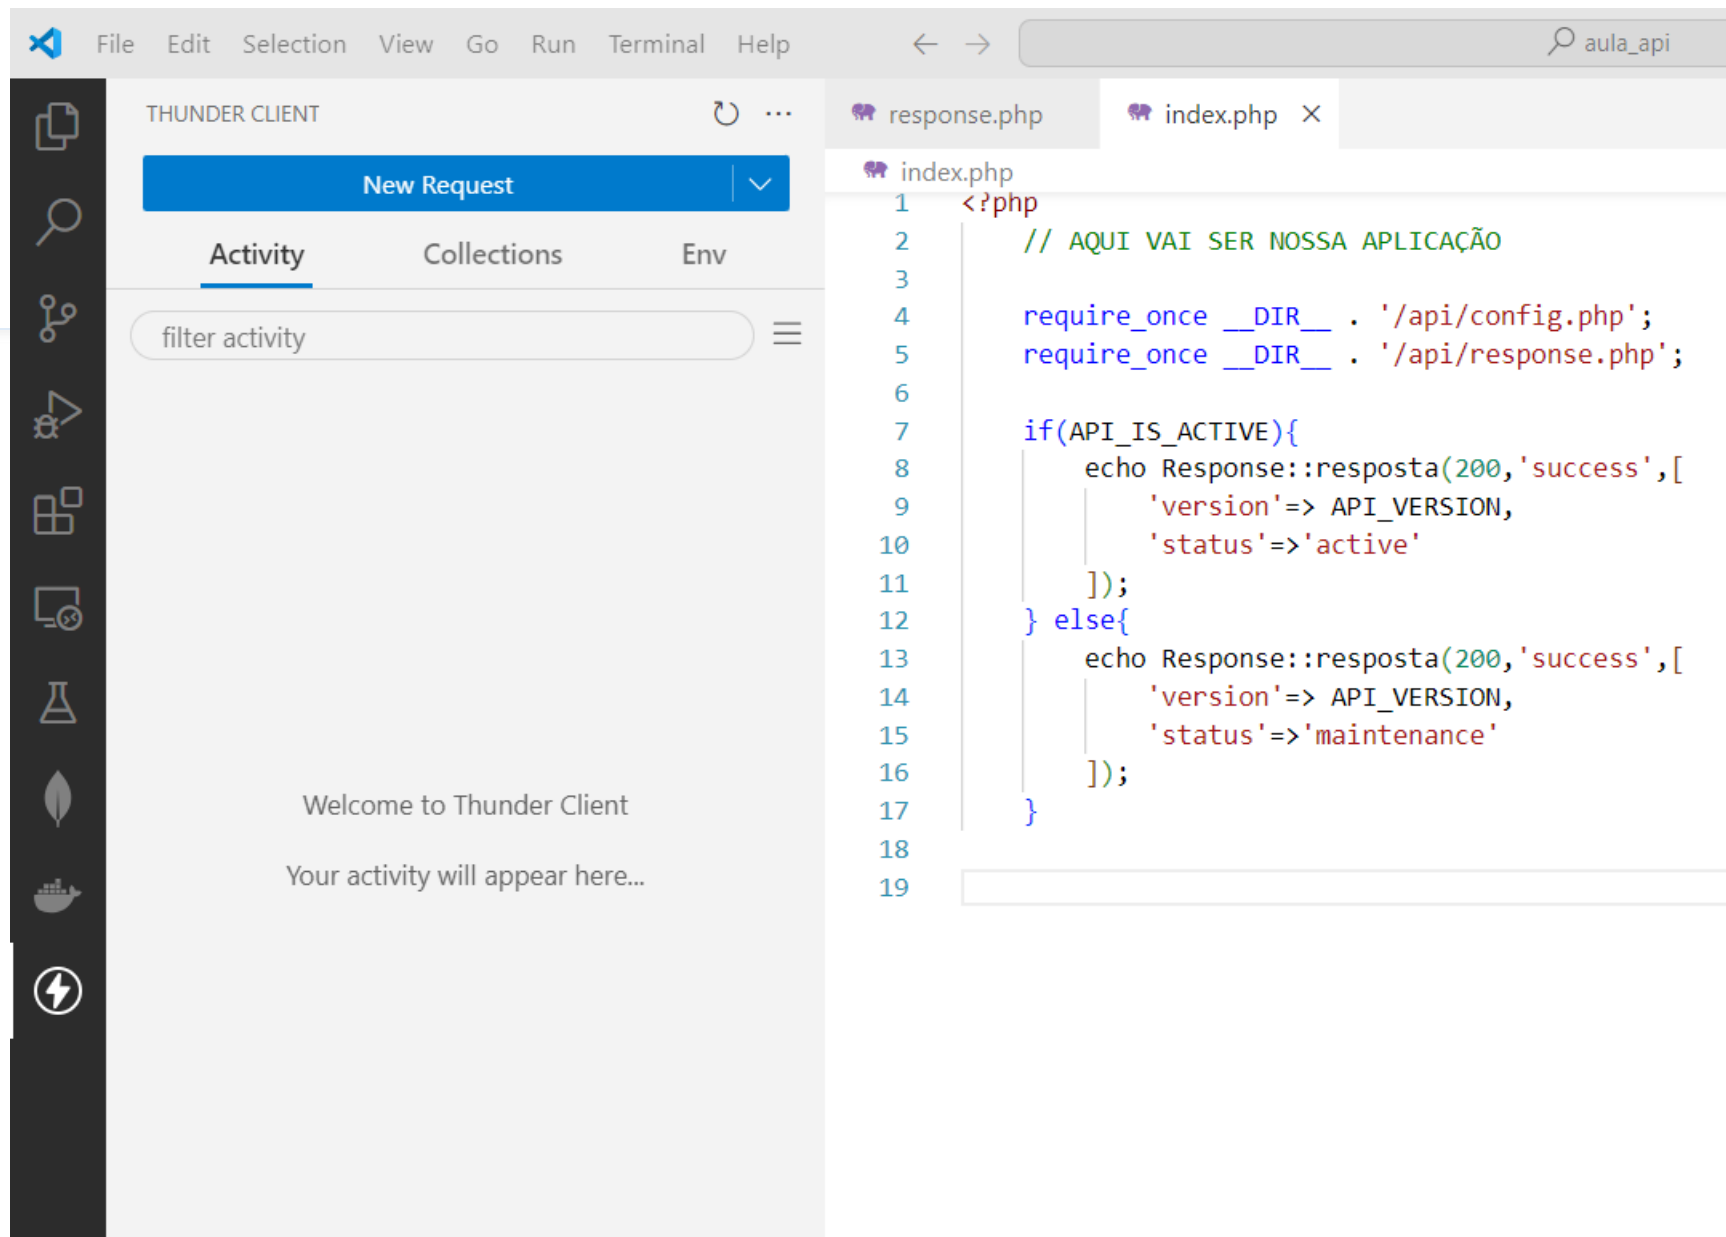 File Edit Selection View Go Run Terminal Help
aula_api
THUNDER CLIENT
New Request
Activity Collections Env
filter activity
Welcome to Thunder Client
Your activity will appear here...
response.php index.php
index.php
1 <?php
2 // AQUI VAI SER NOSSA APLICAÇÃO
3
4 require_once __DIR__ . '/api/config.php';
5 require_once __DIR__ . '/api/response.php';
6
7 if(API_IS_ACTIVE){
8 echo Response::resposta(200,'success',[
9 'version'=> API_VERSION,
10 'status'=>'active'
11 ]);
12 } else{
13 echo Response::resposta(200,'success',[
14 'version'=> API_VERSION,
15 'status'=>'maintenance'
16 ]);
17 }
18
19